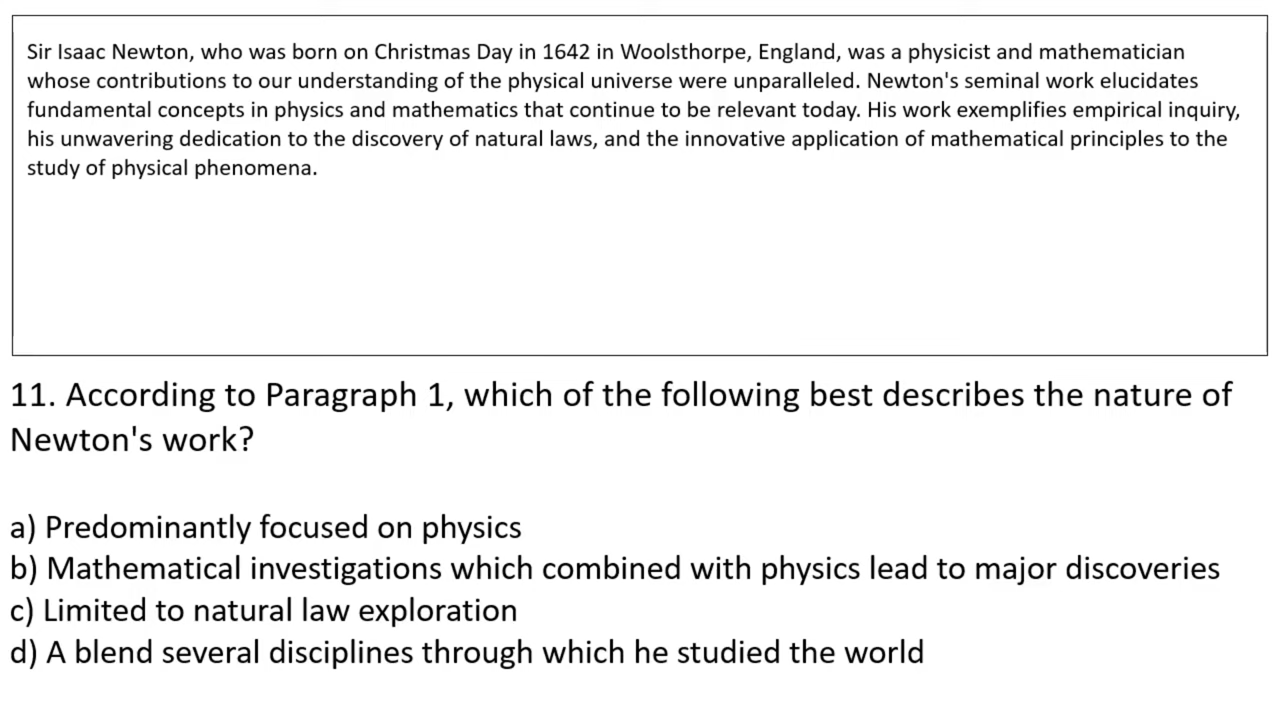 Sir Isaac Newton, who was born on Christmas Day in 1642 in Woolsthorpe, England, was a physicist and mathematician
whose contributions to our understanding of the physical universe were unparalleled. Newton's seminal work elucidates
fundamental concepts in physics and mathematics that continue to be relevant today. His work exemplifies empirical inquiry,
his unwavering dedication to the discovery of natural laws, and the innovative application of mathematical principles to the
study of physical phenomena.
11. According to Paragraph 1, which of the following best describes the nature of
Newton's work?
a) Predominantly focused on physics
b) Mathematical investigations which combined with physics lead to major discoveries
c) Limited to natural law exploration
d) A blend several disciplines through which he studied the world